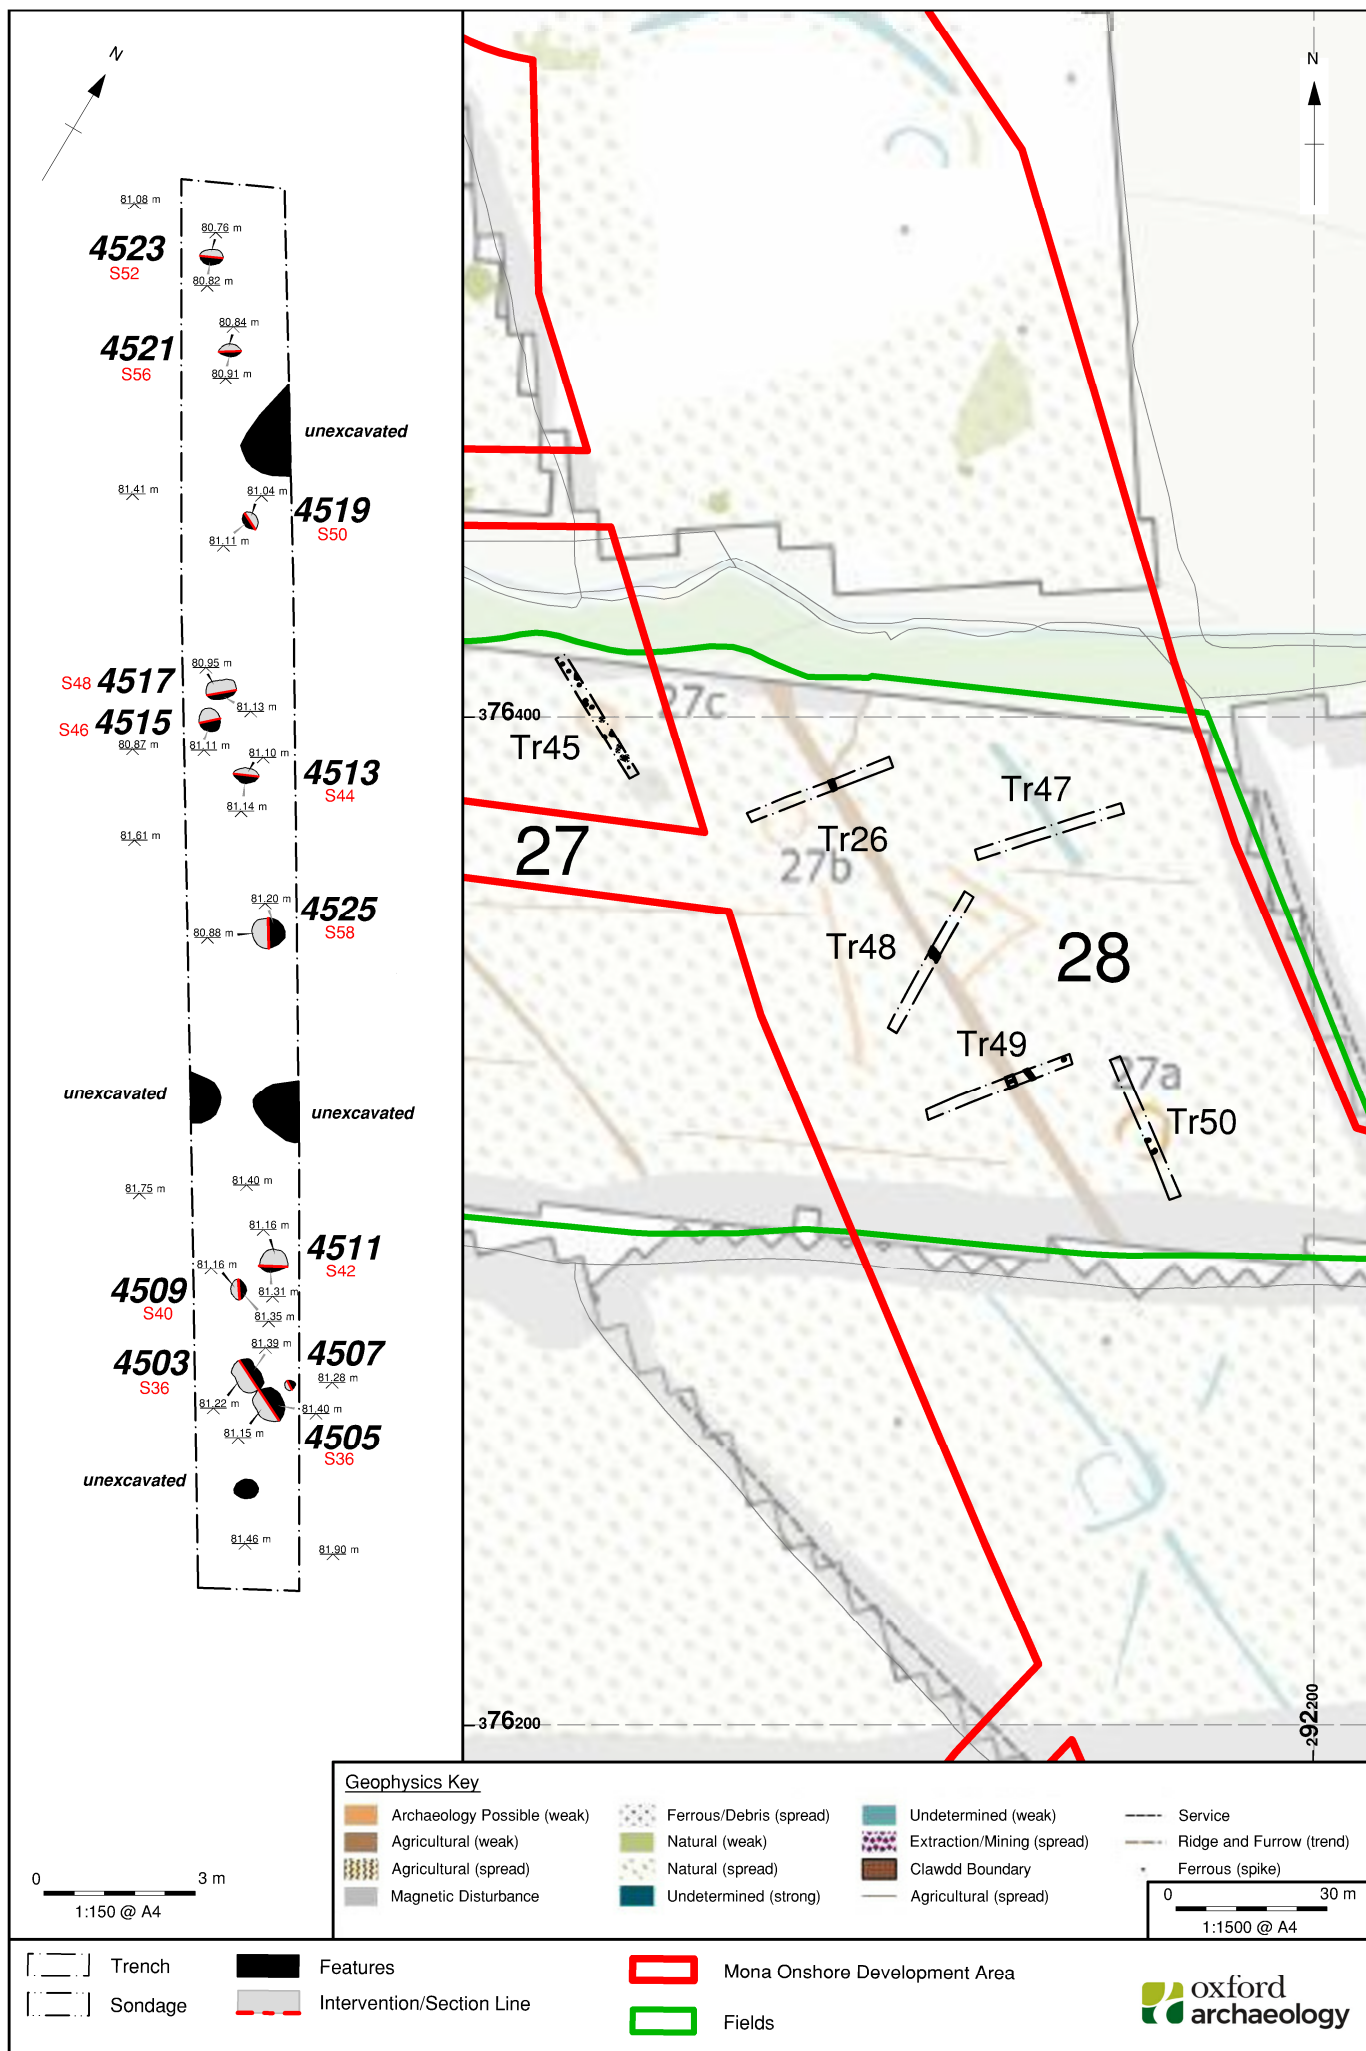 N
81.08 m
80.76 m
4523
S52
80.82 m
80.84 m
4521
S56
80.91 m
unexcavated
81.41 m
81.04 m
4519
S50
81.11 m
80.95 m
S48 4517
81.13 m
S46 4515
80.87 m
81.11 m
81.10 m
4513
S44
81.14 m
81.61 m
81.20 m
4525
S58
80.88 m
unexcavated
unexcavated
81.75 m
81.40 m
81.16 m
4511
S42
81.16 m
4509
S40
81.31 m
81.35 m
81.39 m
4507
4503
S36
81.28 m
81.22 m
81.40 m
81.15 m
4505
S36
unexcavated
81.46 m
81.90 m
N
27c
376400
Tr45
Tr47
Tr26
27
27b
Tr48
28
Tr49
27a
Tr50
376200
292200
Geophysics Key
Archaeology Possible (weak)
Agricultural (weak)
Agricultural (spread)
Magnetic Disturbance
Ferrous/Debris (spread)
Natural (weak)
Natural (spread)
Undetermined (strong)
Undetermined (weak)
Extraction/Mining (spread)
Clawdd Boundary
Agricultural (spread)
Service
Ridge and Furrow (trend)
Ferrous (spike)
0 3 m
1:150 @ A4
0 30 m
1:1500 @ A4
Trench
Sondage
Features
Intervention/Section Line
Mona Onshore Development Area
Fields
oxford
archaeology